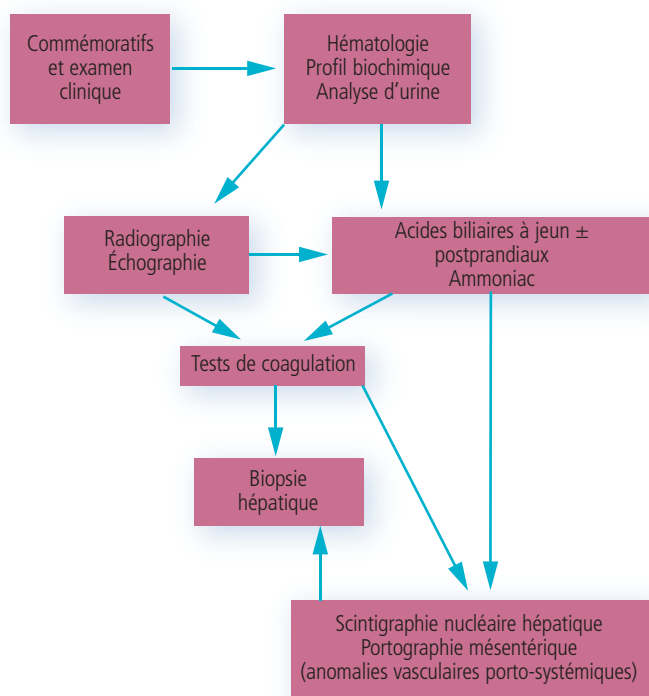 Commémoratifs
et examen
clinique
Hématologie
Profil biochimique
Analyse d'urine
Radiographie
Échographie
Acides biliaires à jeun ±
postprandiaux
Ammoniac
Tests de coagulation
Biopsie
hépatique
Scintigraphie nucléaire hépatique
Portographie mésentérique
(anomalies vasculaires porto-systémiques)